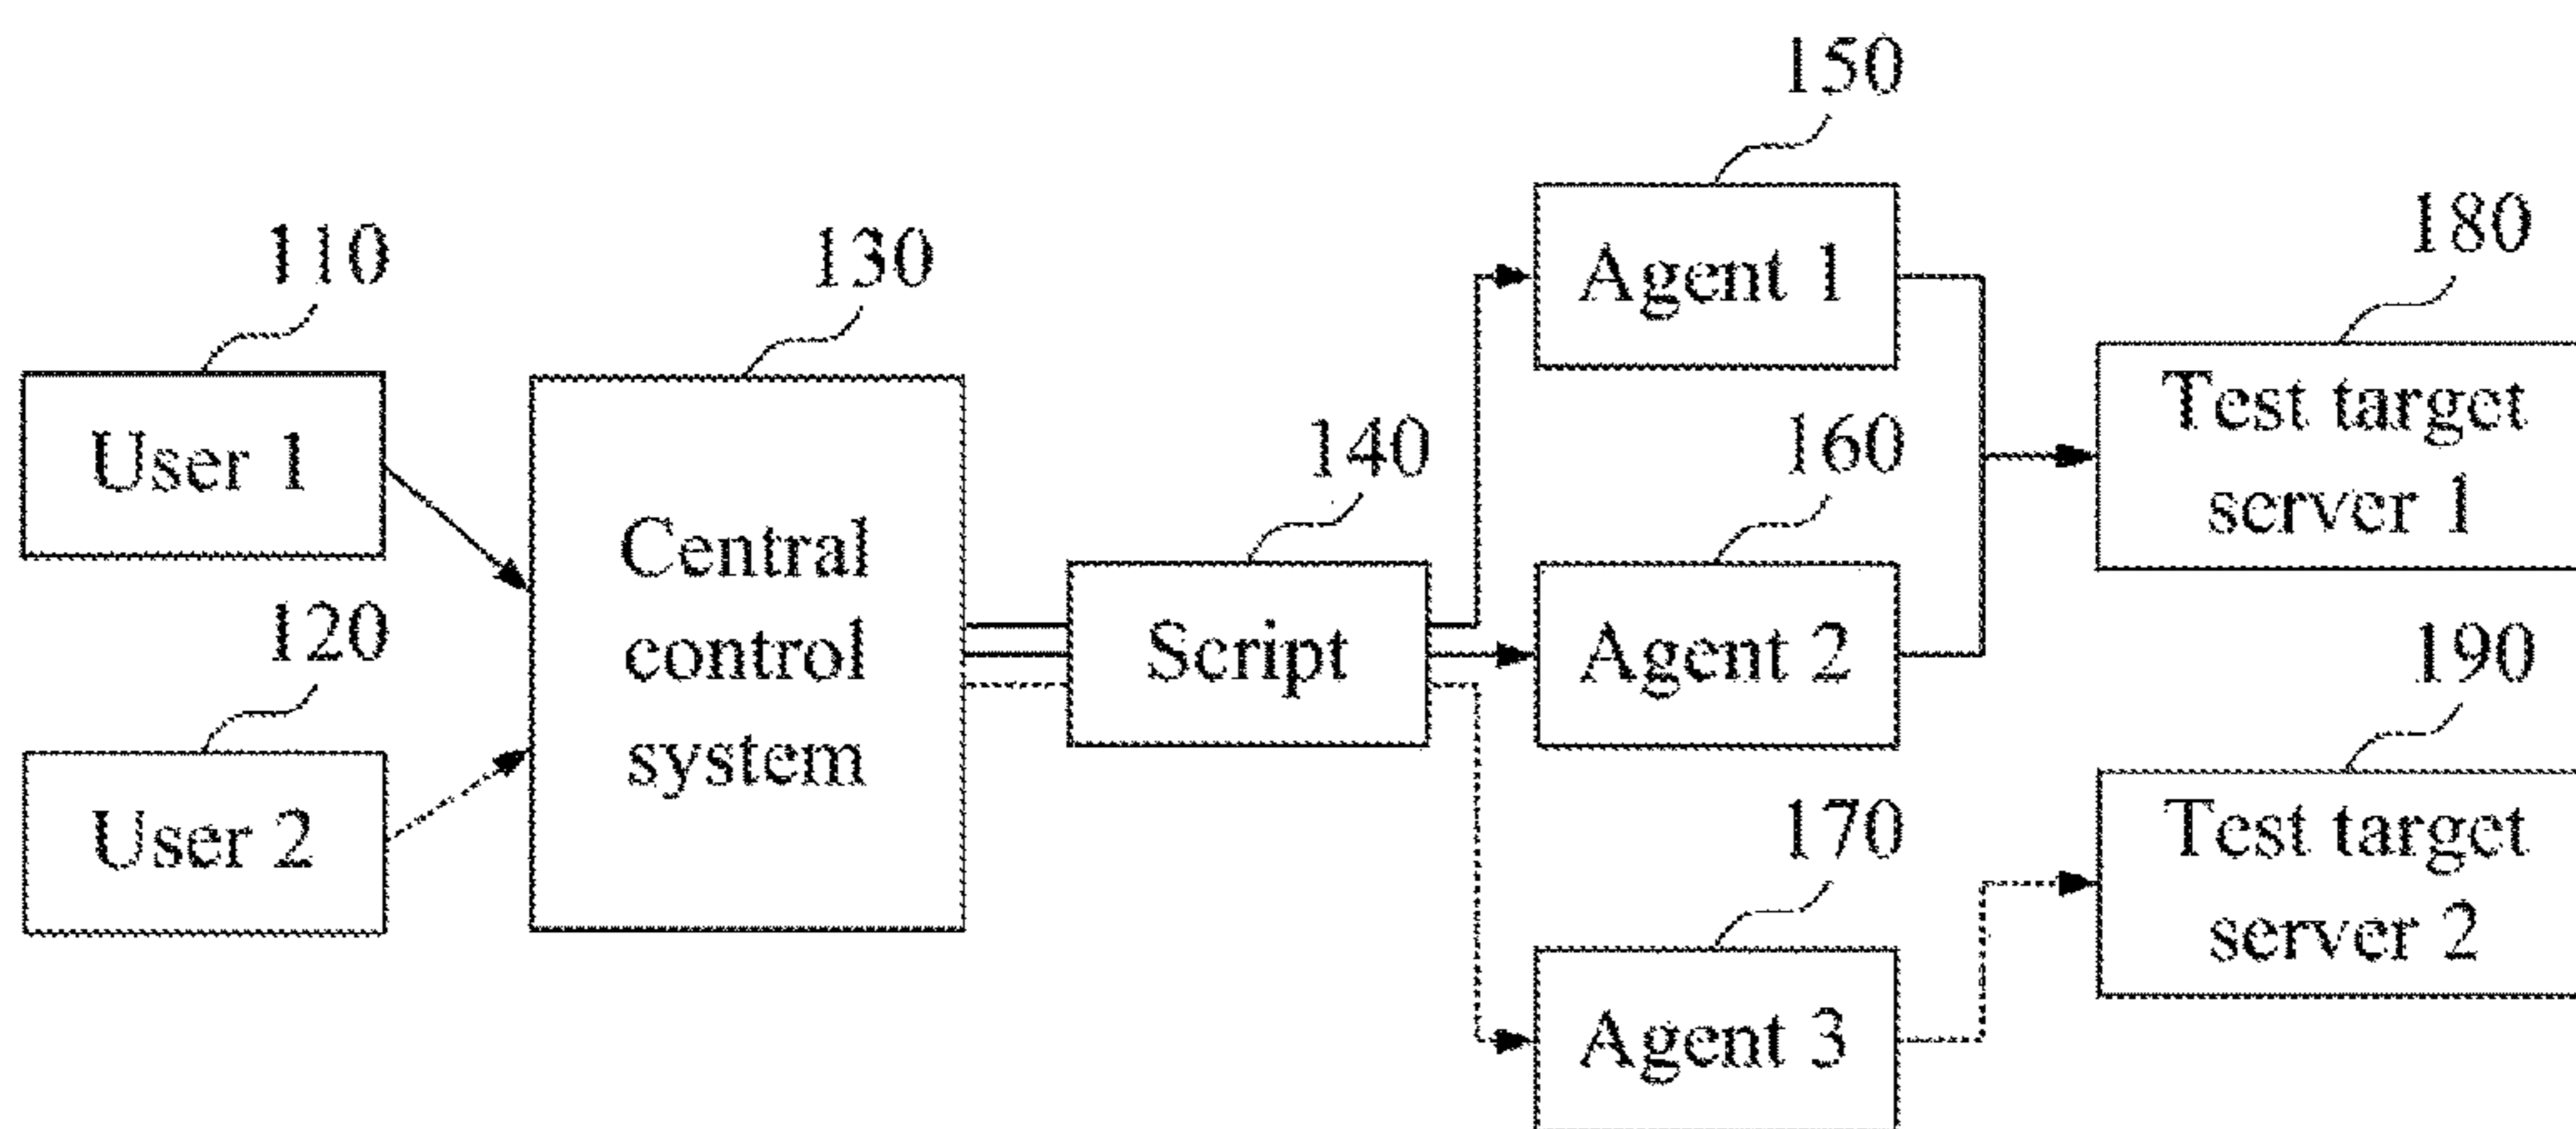 110
User 1
120
User 2
130
Central
control
system
140
Script
150
Agent 1
160
Agent 2
170
Agent 3
180
Test target
server 1
190
Test target
server 2